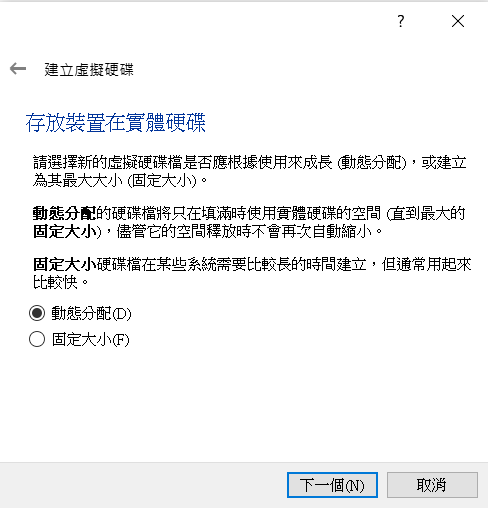 ?
建立虛擬硬碟
存放裝置在實體硬碟
請選擇新的虛擬硬碟檔是否應根據使用來成長 (動態分配)，或建立
為其最大大小 (固定大小)。
動態分配的硬碟檔將只在填滿時使用實體硬碟的空間 (直到最大的
固定大小)，儘管它的空間釋放時不會再次自動縮小。
固定大小硬碟檔在某些系統需要比較長的時間建立，但通常用起來
比較快。
動態分配(D)
固定大小(F)
下一個(N)
取消